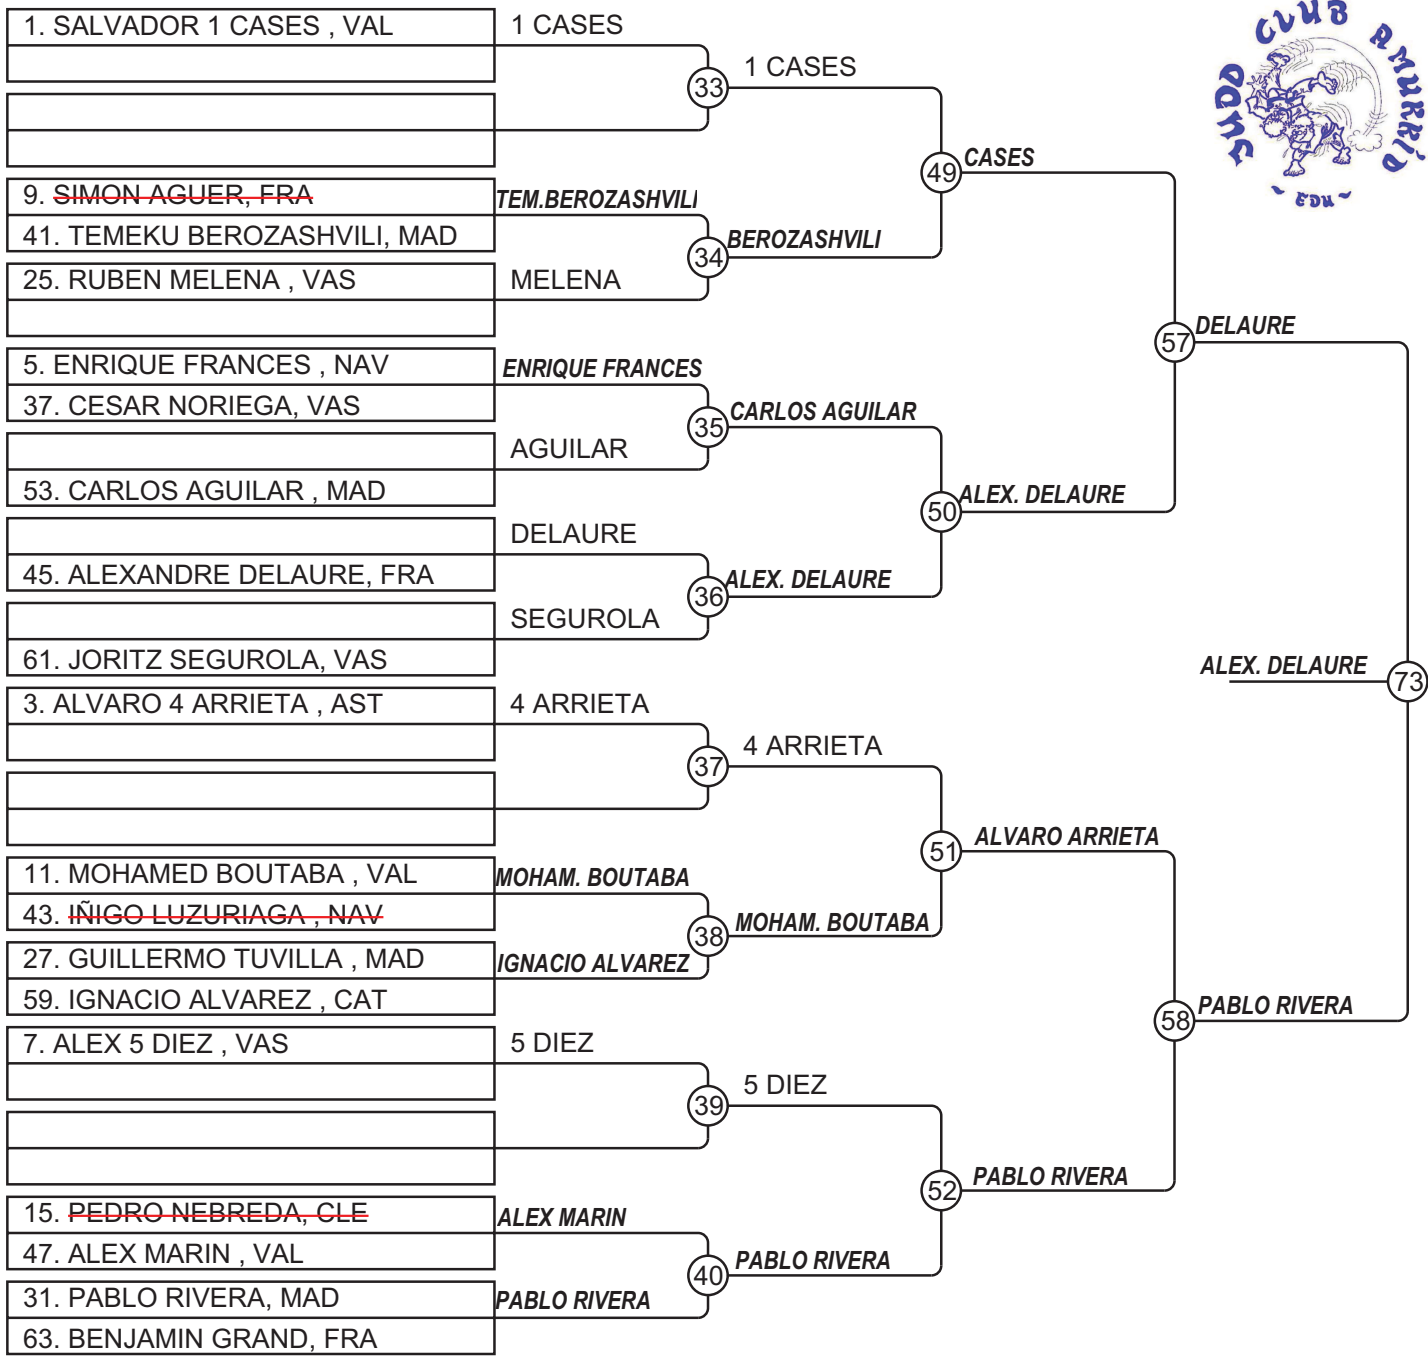 JUDO CLUB AMURRIO
~ EDU ~
1. SALVADOR 1 CASES , VAL
1 CASES
33
1 CASES
9. SIMON AGUER, FRA
41. TEMEKU BEROZASHVILI, MAD
TEM.BEROZASHVILI
34
BEROZASHVILI
49
CASES
25. RUBEN MELENA , VAS
MELENA
57
DELAURE
5. ENRIQUE FRANCES , NAV
37. CESAR NORIEGA, VAS
ENRIQUE FRANCES
35
CARLOS AGUILAR
AGUILAR
53. CARLOS AGUILAR , MAD
50
ALEX. DELAURE
DELAURE
45. ALEXANDRE DELAURE, FRA
36
ALEX. DELAURE
SEGUROLA
61. JORITZ SEGUROLA, VAS
ALEX. DELAURE
73
3. ALVARO 4 ARRIETA , AST
4 ARRIETA
37
4 ARRIETA
51
ALVARO ARRIETA
11. MOHAMED BOUTABA , VAL
43. IÑIGO LUZURIAGA , NAV
MOHAM. BOUTABA
38
MOHAM. BOUTABA
27. GUILLERMO TUVILLA , MAD
59. IGNACIO ALVAREZ , CAT
IGNACIO ALVAREZ
58
PABLO RIVERA
7. ALEX 5 DIEZ , VAS
5 DIEZ
39
5 DIEZ
52
PABLO RIVERA
15. PEDRO NEBREDA, CLE
47. ALEX MARIN , VAL
ALEX MARIN
40
PABLO RIVERA
31. PABLO RIVERA, MAD
63. BENJAMIN GRAND, FRA
PABLO RIVERA